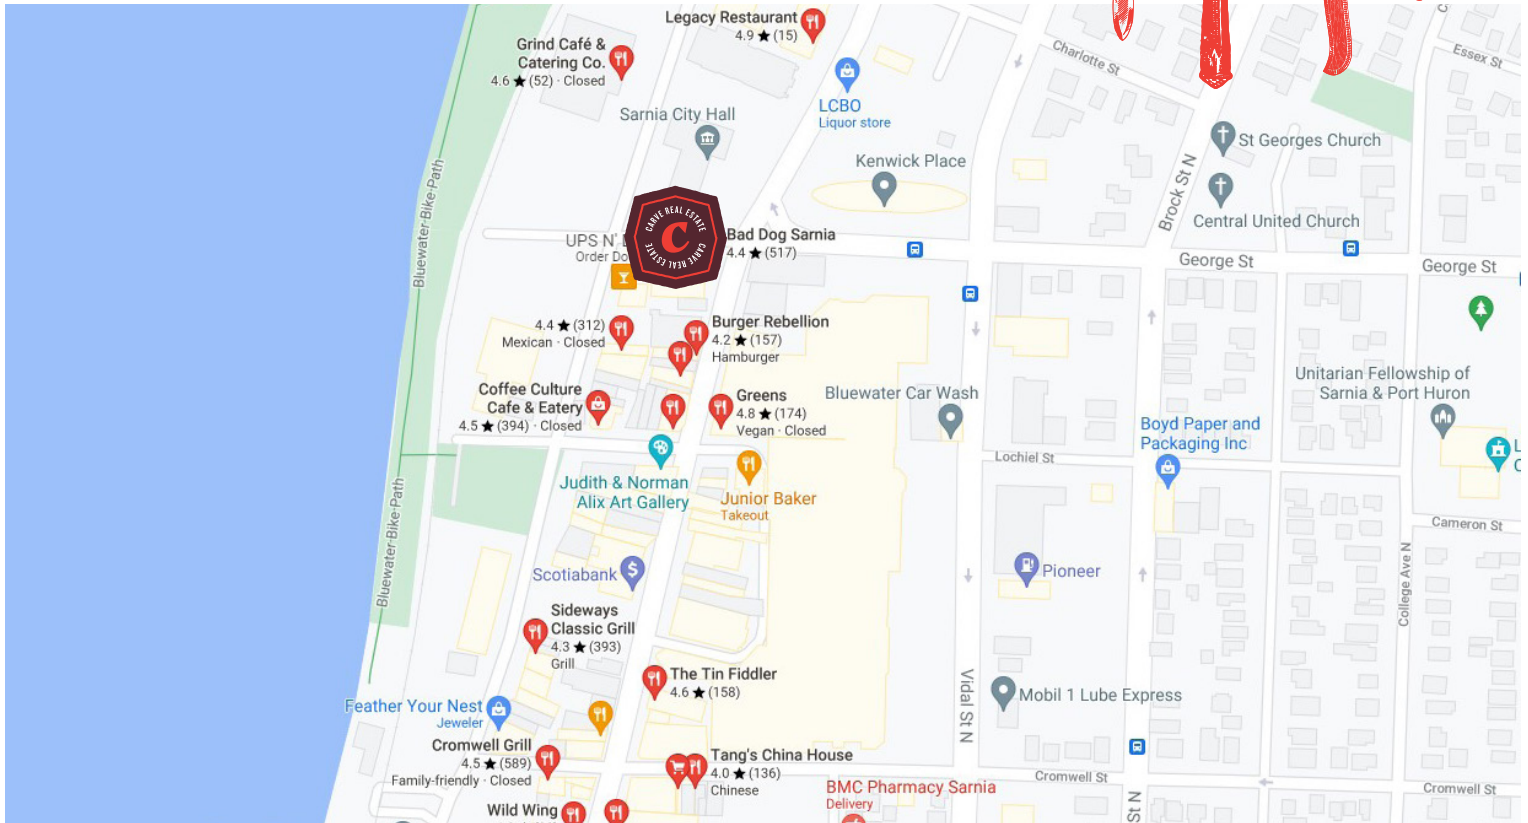 Legacy Restaurant
4.9 ★ (15)
Grind Café &
Catering Co.
4.6 ★ (52) · Closed
Charlotte St
Essex St
LCBO
Liquor store
Sarnia City Hall
Kenwick Place
St Georges Church
Central United Church
Brock St N
Bluewater Bike Path
UPS N'
Order Do
CARVE REAL ESTATE
C
CARVE REAL ESTATE
Bad Dog Sarnia
4.4 ★ (517)
George St
George St
4.4 ★ (312)
Mexican · Closed
Burger Rebellion
4.2 ★ (157)
Hamburger
Coffee Culture
Cafe & Eatery
4.5 ★ (394) · Closed
Greens
4.8 ★ (174)
Vegan · Closed
Bluewater Car Wash
Unitarian Fellowship of
Sarnia & Port Huron
Boyd Paper and
Packaging Inc
Lochiel St
Judith & Norman
Alix Art Gallery
Junior Baker
Takeout
Cameron St
Bluewater Bike Path
College Ave N
Scotiabank
Pioneer
Sideways
Classic Grill
4.3 ★ (393)
Grill
The Tin Fiddler
4.6 ★ (158)
Vidal St N
Mobil 1 Lube Express
Feather Your Nest
Jeweler
Cromwell Grill
4.5 ★ (589)
Family-friendly · Closed
Tang's China House
4.0 ★ (136)
Chinese
Cromwell St
Cromwell St
BMC Pharmacy Sarnia
Delivery
N St
Wild Wing